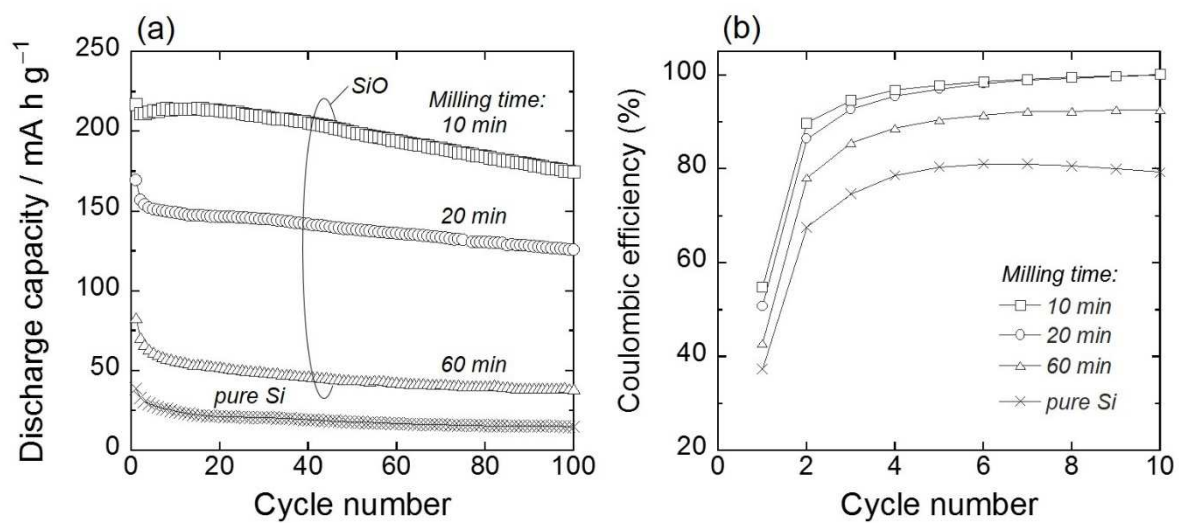 (a)
Discharge capacity / mA h g⁻¹
250
200
150
100
50
0
SiO
Milling time:
10 min
20 min
60 min
pure Si
0 20 40 60 80 100
Cycle number
(b)
Coulombic efficiency (%)
100
80
60
40
20
Milling time:
10 min
20 min
60 min
pure Si
0 2 4 6 8 10
Cycle number